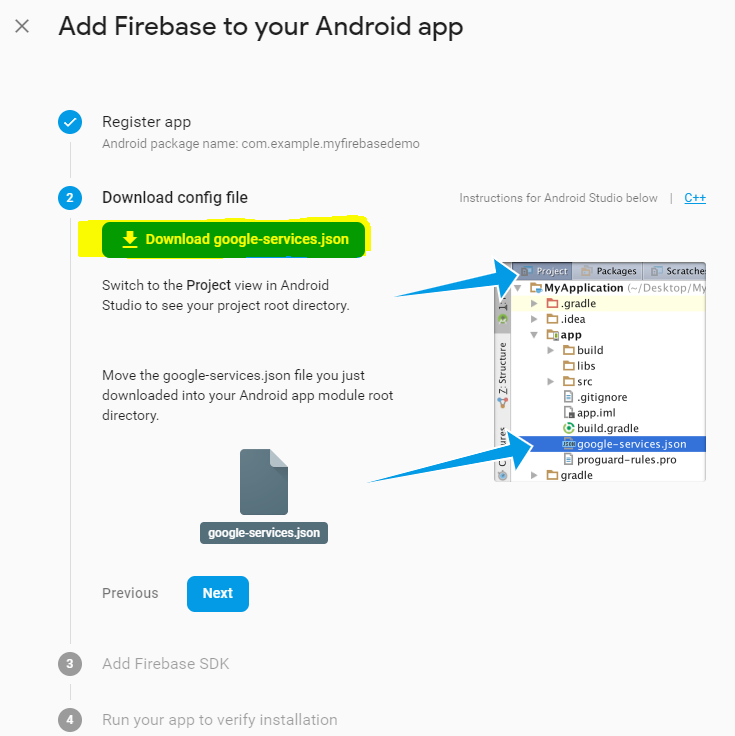 Add Firebase to your Android app
Register app
Android package name: com.example.myfirebasedemo
2
Download config file
Instructions for Android Studio below | C++
Download google-services.json
Switch to the Project view in Android
Studio to see your project root directory.
Move the google-services.json file you just
downloaded into your Android app module root
directory.
google-services.json
Project
Packages
Scratches
MyApplication (~/Desktop/My
.gradle
.idea
app
build
libs
src
.gitignore
app.iml
build.gradle
google-services.json
proguard-rules.pro
gradle
Z: Structure
Previous
Next
3
Add Firebase SDK
4
Run your app to verify installation